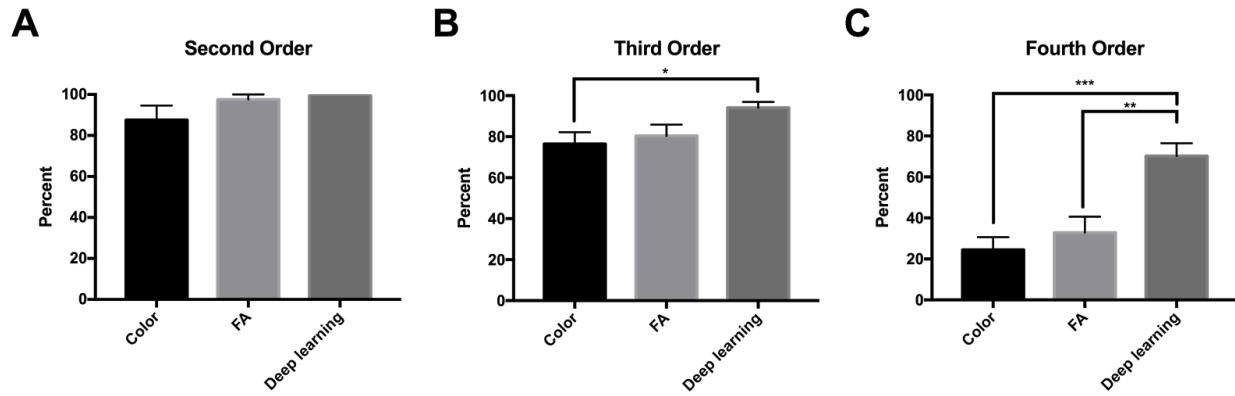 A
Second Order
Percent
100
80
60
40
20
0
Color
FA
Deep learning
B
Third Order
*
Percent
100
80
60
40
20
0
Color
FA
Deep learning
C
Fourth Order
***
**
Percent
100
80
60
40
20
0
Color
FA
Deep learning